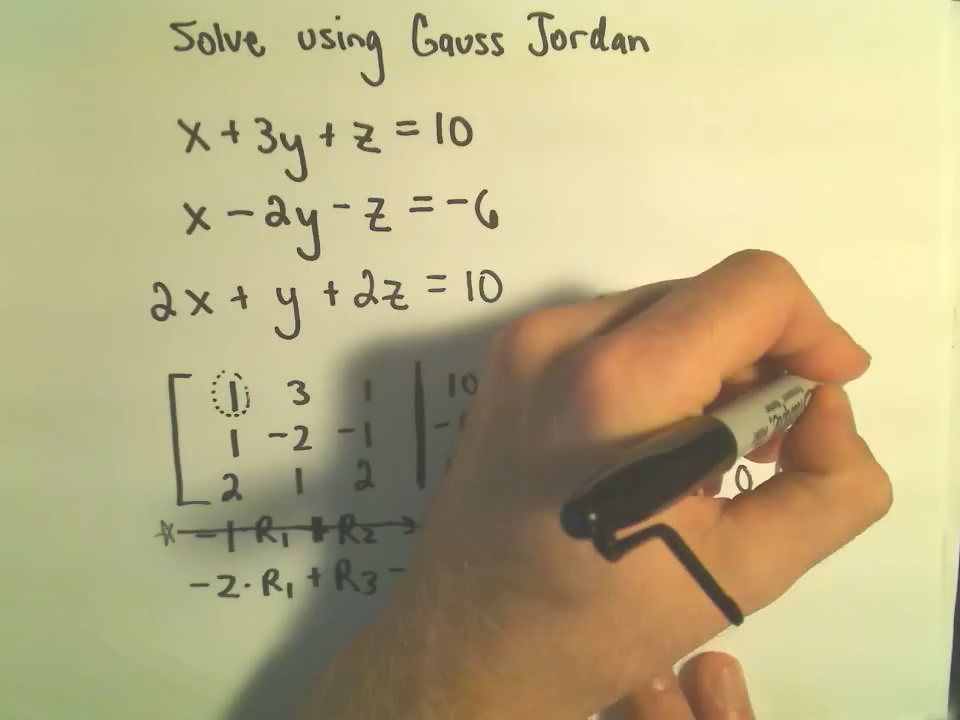 Solve using Gauss Jordan
x + 3y + z = 10
x - 2y - z = -6
2x + y + 2z = 10
1 3 1 | 10
1 -2 -1 | -
2 1 2 |
* -1 R1 + R2 →
-2 · R1 + R3 -
0